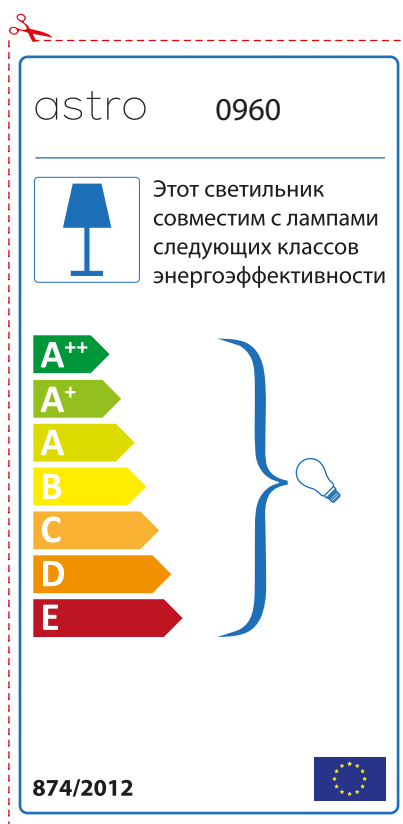 astro 0960
Этот светильник
совместим с лампами
следующих классов
энергоэффективности
A++
A+
A
B
C
D
E
874/2012